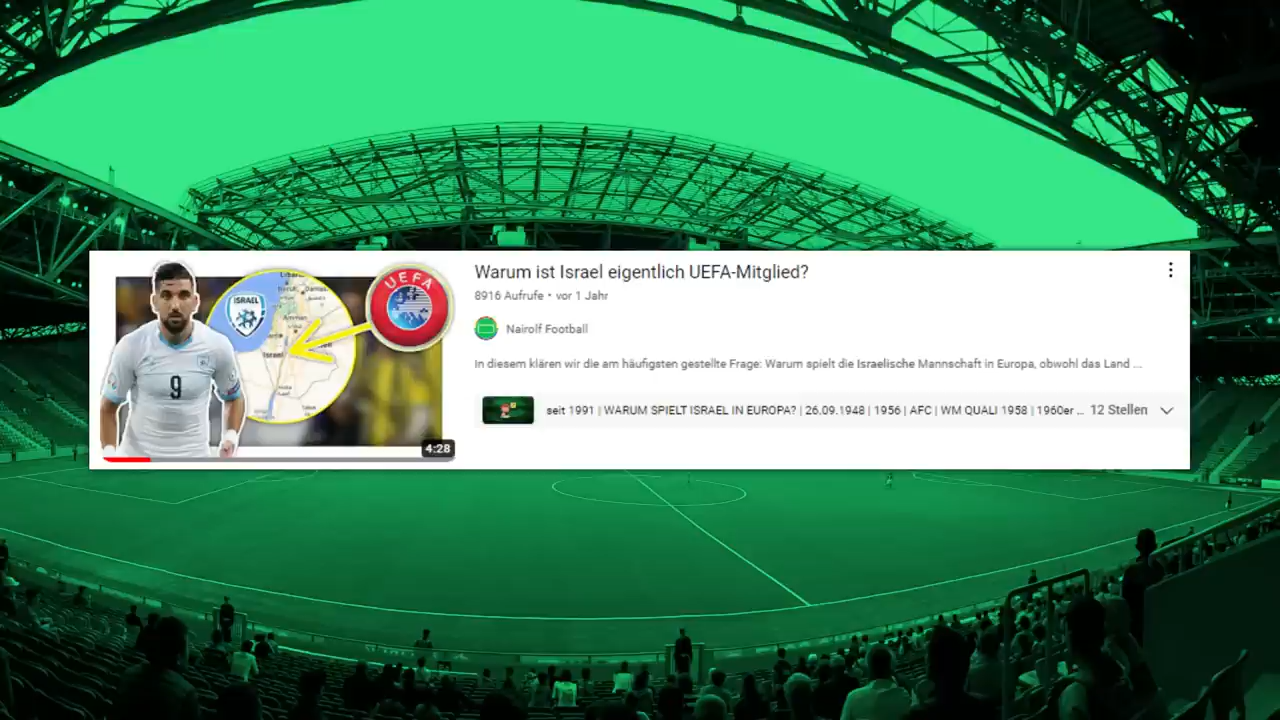 Warum ist Israel eigentlich UEFA-Mitglied?
8916 Aufrufe • vor 1 Jahr
Nairolf Football
In diesem klären wir die am häufigsten gestellte Frage: Warum spielt die Israelische Mannschaft in Europa, obwohl das Land ...
seit 1991 | WARUM SPIELT ISRAEL IN EUROPA? | 26.09.1948 | 1956 | AFC | WM QUALI 1958 | 1960er ... 12 Stellen
UEFA
ISRAEL
Amman
Israel
9
4:28